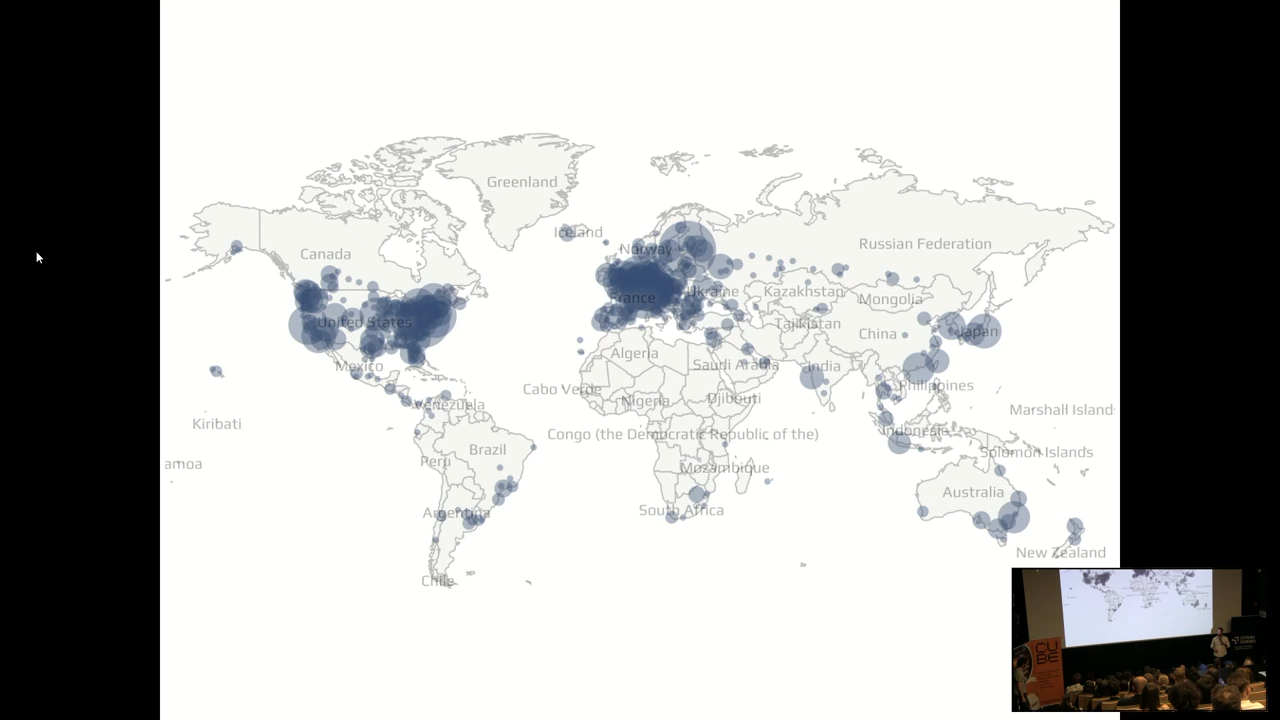 Greenland
Iceland
Norway
Russian Federation
Canada
Ukraine
Kazakhstan
Mongolia
France
United States
Tajikistan
China
Japan
Algeria
Mexico
Saudi Arabia
India
Cabo Verde
Nigeria
Djibouti
Philippines
Venezuela
Marshall Island
Kiribati
Congo (the Democratic Republic of the)
Indonesia
Brazil
Solomon Islands
Peru
amoa
Mozambique
Australia
South Africa
Argentina
New Zealand
Chile
CU
BE